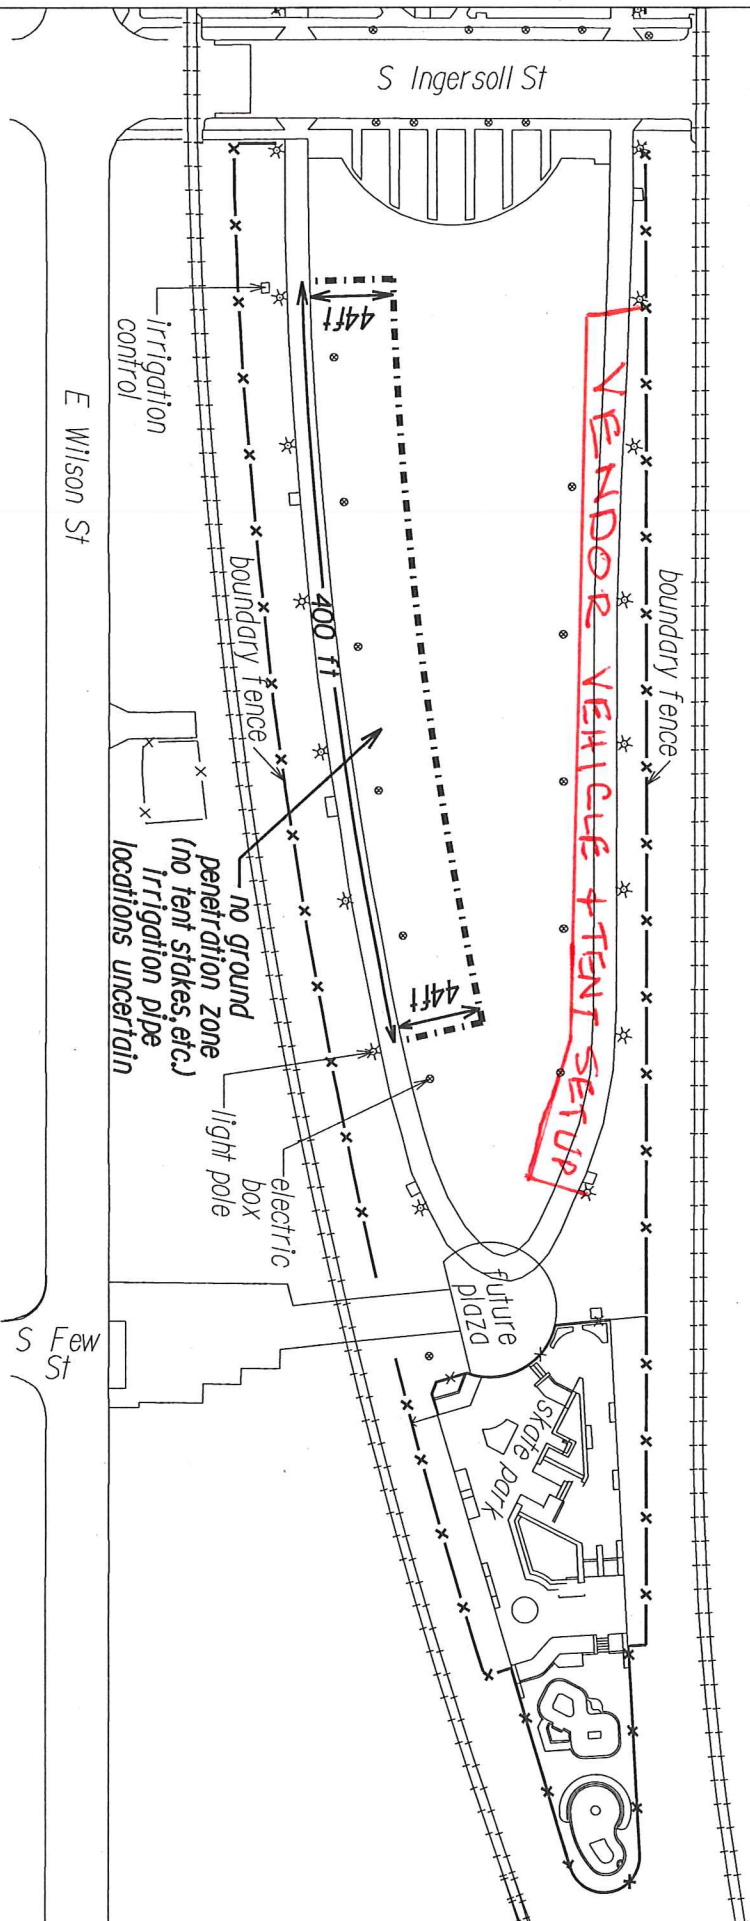 S Ingersoll St
44ft
irrigation
control
E Wilson St
VENDOR VEHICLE + TENT SETUP
boundary fence
boundary fence
400 ft
no ground
penetration zone
(no tent stakes,etc.)
irrigation pipe
locations uncertain
44ft
light pole
electric
box
future
plaza
S Few
St
skate park